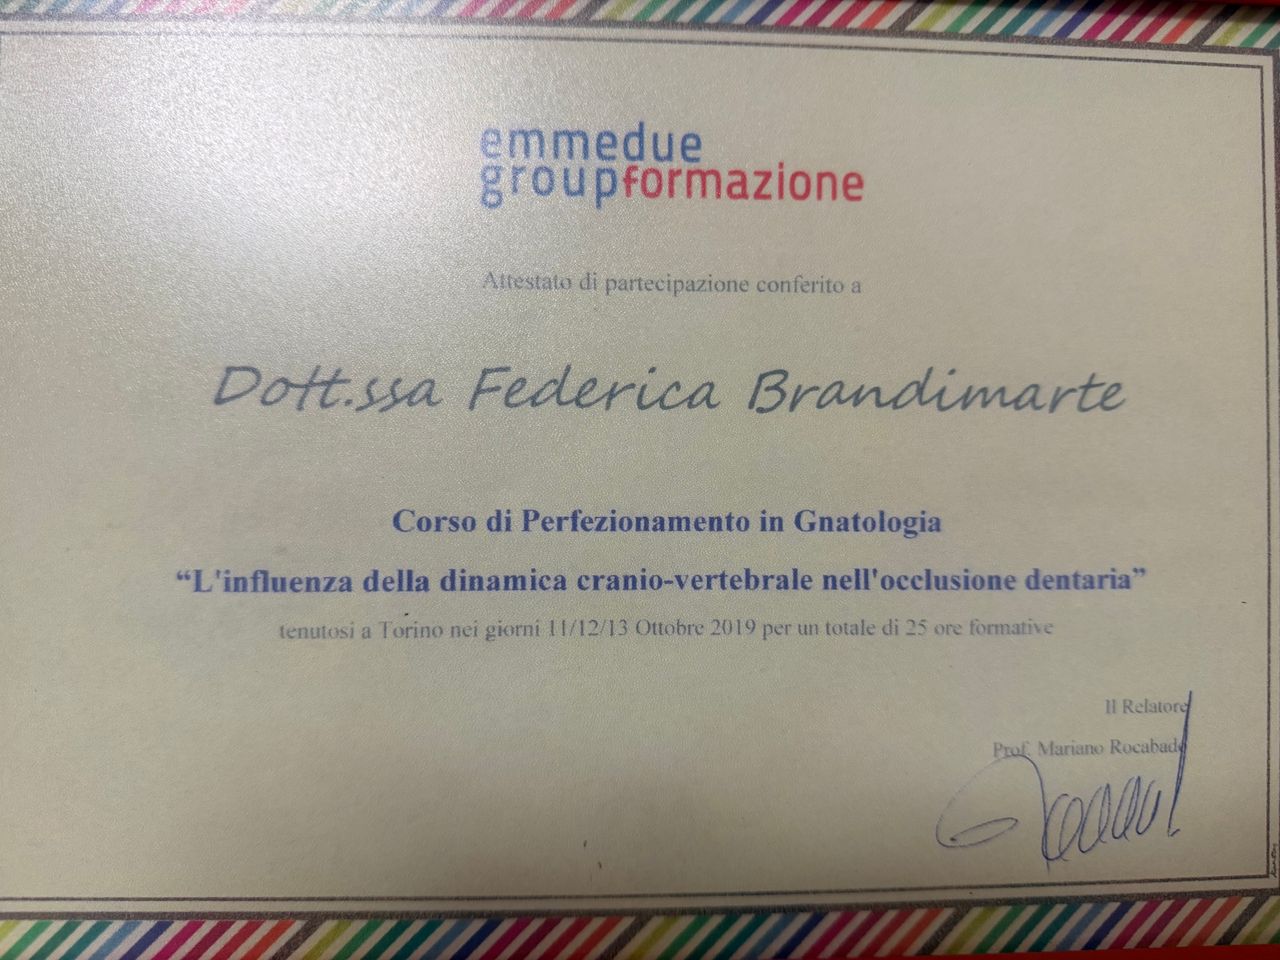 emmedue
groupformazione
Attestato di partecipazione conferito a
Dott.ssa Federica Brandimarte
Corso di Perfezionamento in Gnatologia
“L'influenza della dinamica cranio-vertebrale nell'occlusione dentaria”
tenutosi a Torino nei giorni 11/12/13 Ottobre 2019 per un totale di 25 ore formative
Il Relatore
Prof. Mariano Rocabado